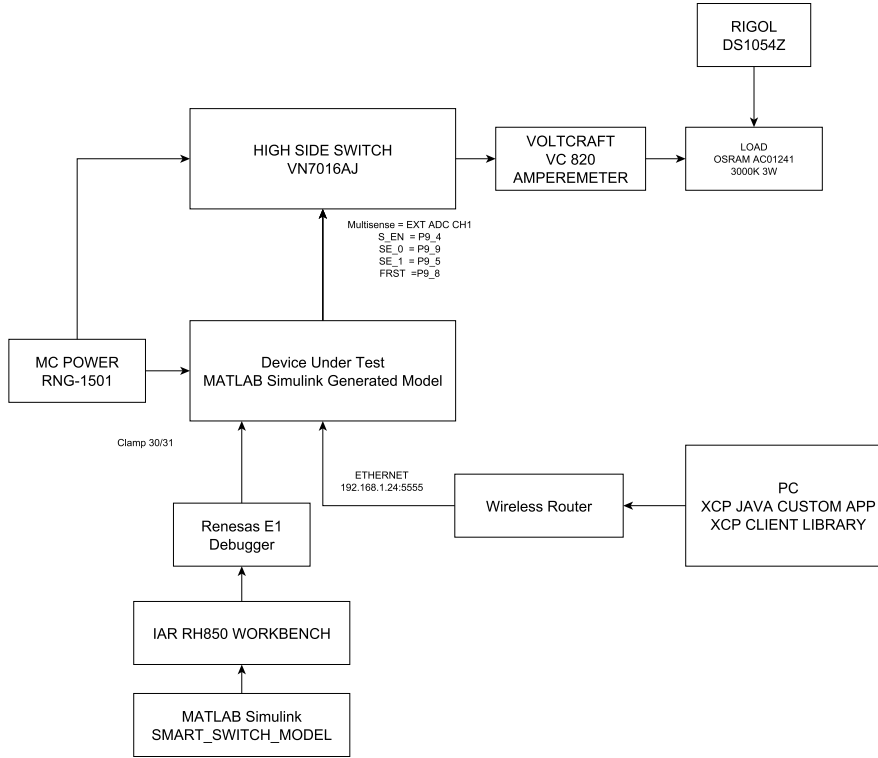 RIGOL
DS1054Z
HIGH SIDE SWITCH
VN7016AJ
VOLTCRAFT
VC 820
AMPEREMETER
LOAD
OSRAM AC01241
3000K 3W
Multisense = EXT ADC CH1
S_EN = P9_4
SE_0 = P9_9
SE_1 = P9_5
FRST =P9_8
MC POWER
RNG-1501
Device Under Test
MATLAB Simulink Generated Model
Clamp 30/31
ETHERNET
192.168.1.24:5555
Wireless Router
PC
XCP JAVA CUSTOM APP
XCP CLIENT LIBRARY
Renesas E1
Debugger
IAR RH850 WORKBENCH
MATLAB Simulink
SMART_SWITCH_MODEL